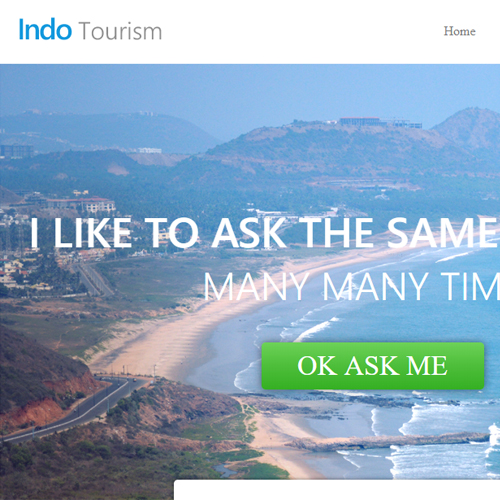 Indo Tourism
Home
I LIKE TO ASK THE SAME
MANY MANY TIM
OK ASK ME